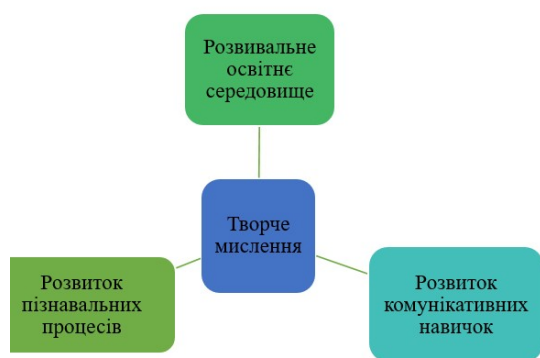 Розвивальне
освітнє
середовище
Творче
мислення
Розвиток
пізнавальних
процесів
Розвиток
комунікативних
навичок